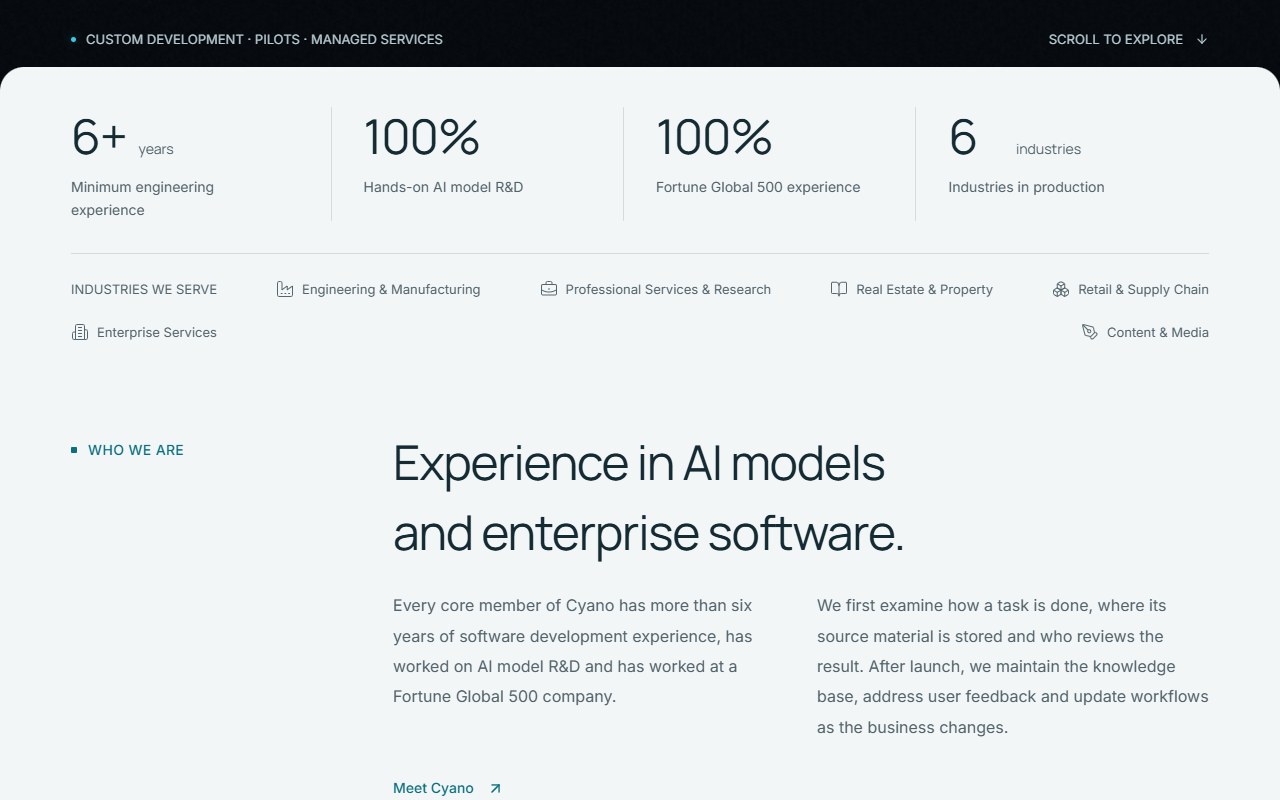 CUSTOM DEVELOPMENT · PILOTS · MANAGED SERVICES
SCROLL TO EXPLORE
6+ years
Minimum engineering
experience
100%
Hands-on AI model R&D
100%
Fortune Global 500 experience
6 industries
Industries in production
INDUSTRIES WE SERVE
Engineering & Manufacturing
Professional Services & Research
Real Estate & Property
Retail & Supply Chain
Enterprise Services
Content & Media
WHO WE ARE
Experience in AI models
and enterprise software.
Every core member of Cyano has more than six
years of software development experience, has
worked on AI model R&D and has worked at a
Fortune Global 500 company.
We first examine how a task is done, where its
source material is stored and who reviews the
result. After launch, we maintain the knowledge
base, address user feedback and update workflows
as the business changes.
Meet Cyano